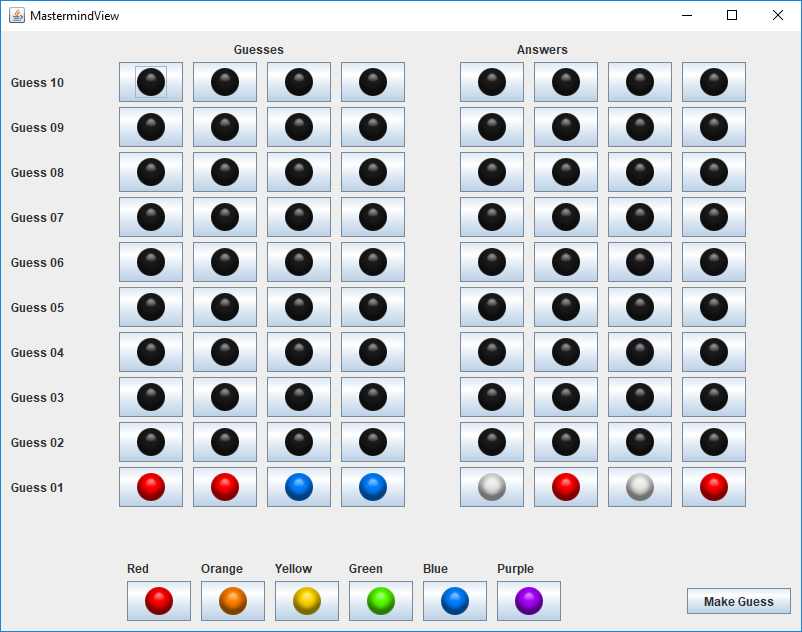 MastermindView
Guesses Answers
Guess 10
Guess 09
Guess 08
Guess 07
Guess 06
Guess 05
Guess 04
Guess 03
Guess 02
Guess 01
Red Orange Yellow Green Blue Purple
Make Guess